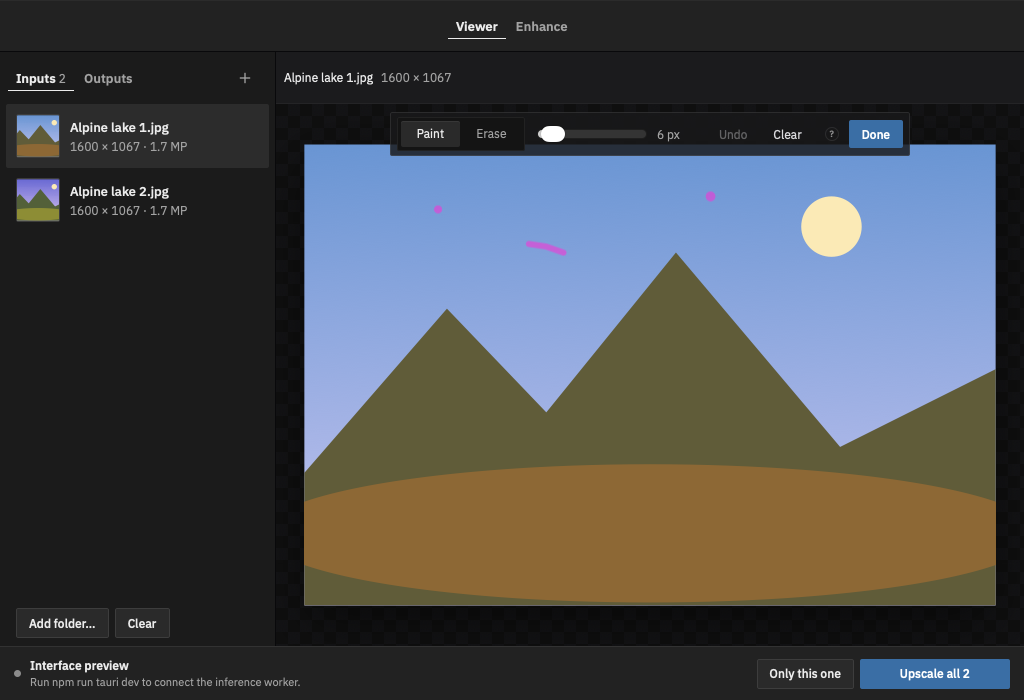 Viewer Enhance
Inputs 2 Outputs +
Alpine lake 1.jpg 1600 × 1067
Alpine lake 1.jpg
1600 × 1067 · 1.7 MP
Alpine lake 2.jpg
1600 × 1067 · 1.7 MP
Paint Erase 6 px Undo Clear ? Done
Add folder... Clear
Interface preview
Run npm run tauri dev to connect the inference worker.
Only this one Upscale all 2